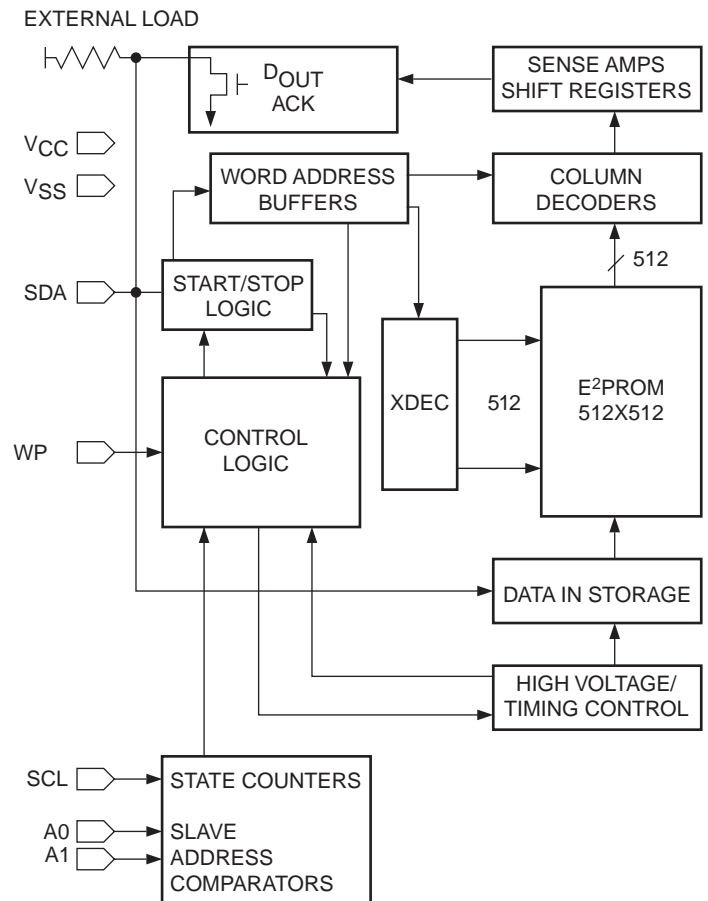 EXTERNAL LOAD
DOUT
ACK
SENSE AMPS
SHIFT REGISTERS
VCC
VSS
WORD ADDRESS
BUFFERS
COLUMN
DECODERS
512
SDA
START/STOP
LOGIC
XDEC
512
E²PROM
512X512
WP
CONTROL
LOGIC
DATA IN STORAGE
HIGH VOLTAGE/
TIMING CONTROL
SCL
STATE COUNTERS
A0
SLAVE
A1
ADDRESS
COMPARATORS